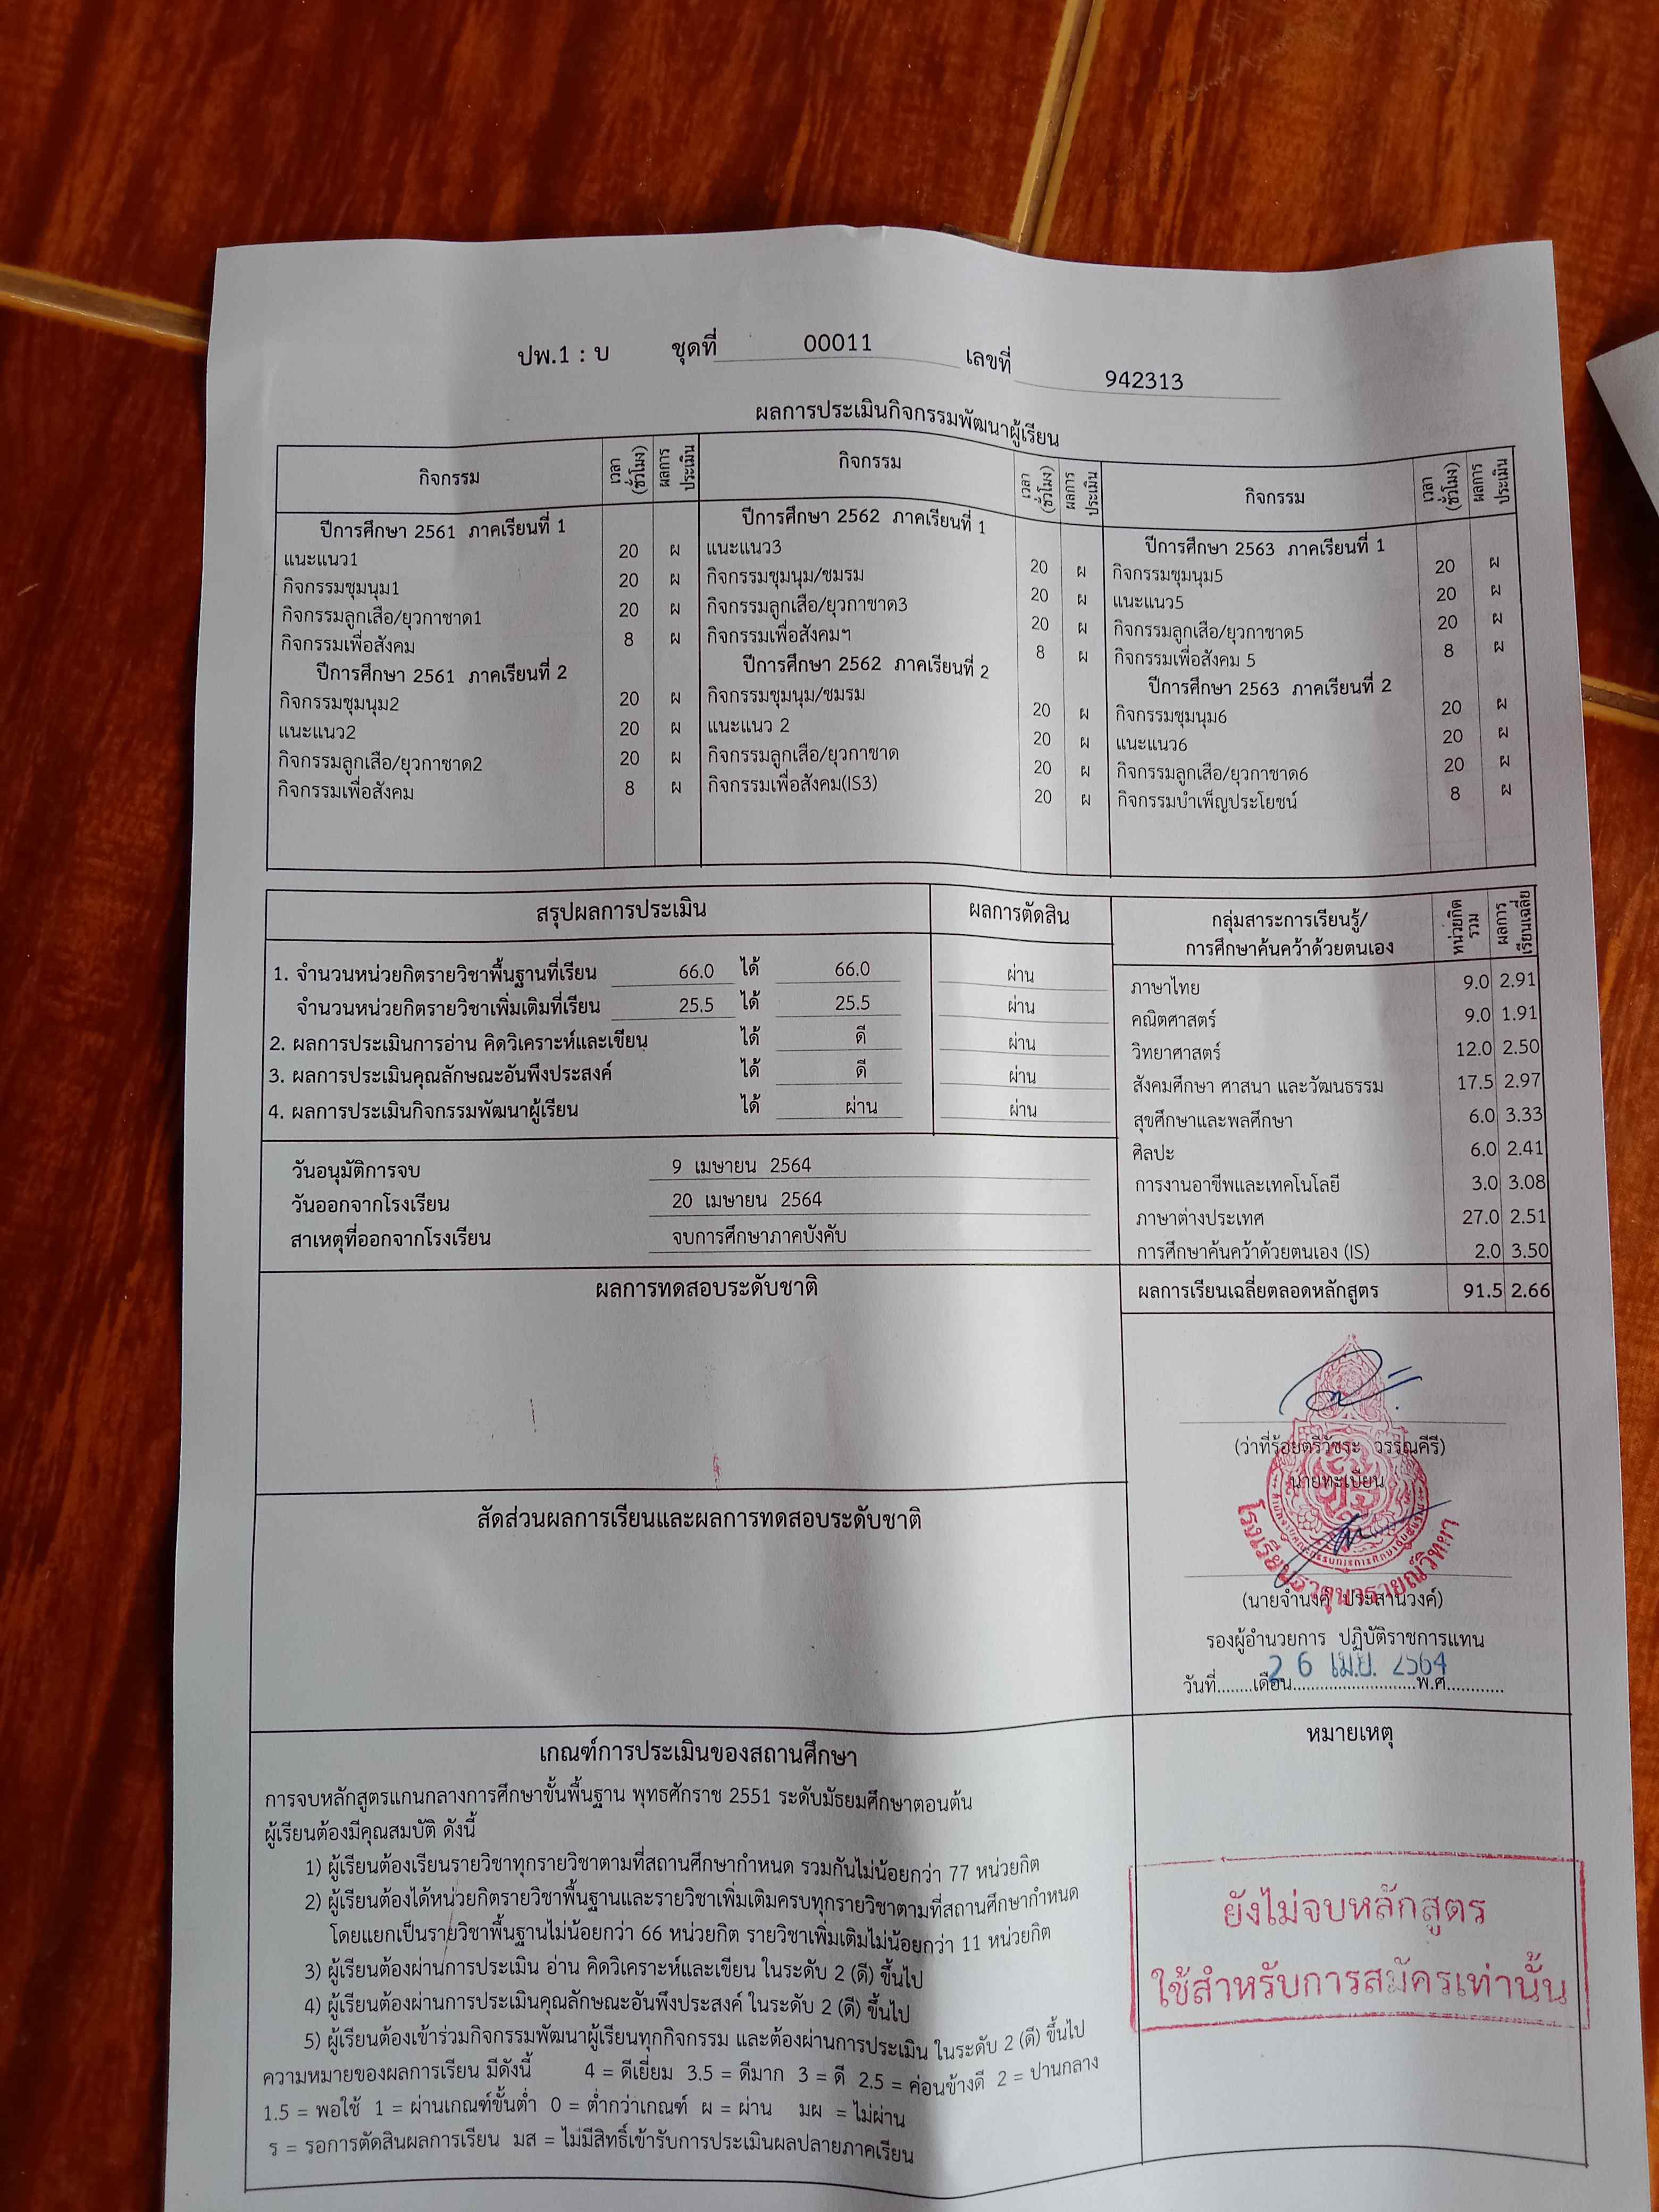 ปพ.1 : บ ชุดที่ 00011 เลขที่ 942313
ผลการประเมินกิจกรรมพัฒนาผู้เรียน
กิจกรรม เวลา (ชั่วโมง) ผลการประเมิน
ปีการศึกษา 2561 ภาคเรียนที่ 1
แนะแนว1 20 ผ
กิจกรรมชุมนุม1 20 ผ
กิจกรรมลูกเสือ/ยุวกาชาด1 20 ผ
กิจกรรมเพื่อสังคม 8 ผ
ปีการศึกษา 2561 ภาคเรียนที่ 2
กิจกรรมชุมนุม2 20 ผ
แนะแนว2 20 ผ
กิจกรรมลูกเสือ/ยุวกาชาด2 20 ผ
กิจกรรมเพื่อสังคม 8 ผ
กิจกรรม เวลา (ชั่วโมง) ผลการประเมิน
ปีการศึกษา 2562 ภาคเรียนที่ 1
แนะแนว3 20 ผ
กิจกรรมชุมนุม/ชมรม 20 ผ
กิจกรรมลูกเสือ/ยุวกาชาด3 20 ผ
กิจกรรมเพื่อสังคมฯ 8 ผ
ปีการศึกษา 2562 ภาคเรียนที่ 2
กิจกรรมชุมนุม/ชมรม 20 ผ
แนะแนว 2 20 ผ
กิจกรรมลูกเสือ/ยุวกาชาด 20 ผ
กิจกรรมเพื่อสังคม(IS3) 20 ผ
กิจกรรม เวลา (ชั่วโมง) ผลการประเมิน
ปีการศึกษา 2563 ภาคเรียนที่ 1
กิจกรรมชุมนุม5 20 ผ
แนะแนว5 20 ผ
กิจกรรมลูกเสือ/ยุวกาชาด5 20 ผ
กิจกรรมเพื่อสังคม 5 8 ผ
ปีการศึกษา 2563 ภาคเรียนที่ 2
กิจกรรมชุมนุม6 20 ผ
แนะแนว6 20 ผ
กิจกรรมลูกเสือ/ยุวกาชาด6 20 ผ
กิจกรรมบำเพ็ญประโยชน์ 8 ผ
สรุปผลการประเมิน ผลการตัดสิน
1. จำนวนหน่วยกิตรายวิชาพื้นฐานที่เรียน 66.0 ได้ 66.0 ผ่าน
จำนวนหน่วยกิตรายวิชาเพิ่มเติมที่เรียน 25.5 ได้ 25.5 ผ่าน
2. ผลการประเมินการอ่าน คิดวิเคราะห์และเขียน ได้ ดี ผ่าน
3. ผลการประเมินคุณลักษณะอันพึงประสงค์ ได้ ดี ผ่าน
4. ผลการประเมินกิจกรรมพัฒนาผู้เรียน ได้ ผ่าน ผ่าน
วันอนุมัติการจบ 9 เมษายน 2564
วันออกจากโรงเรียน 20 เมษายน 2564
สาเหตุที่ออกจากโรงเรียน จบการศึกษาภาคบังคับ
กลุ่มสาระการเรียนรู้/
การศึกษาค้นคว้าด้วยตนเอง หน่วยกิตรวม ผลการเรียนเฉลี่ย
ภาษาไทย 9.0 2.91
คณิตศาสตร์ 9.0 1.91
วิทยาศาสตร์ 12.0 2.50
สังคมศึกษา ศาสนา และวัฒนธรรม 17.5 2.97
สุขศึกษาและพลศึกษา 6.0 3.33
ศิลปะ 6.0 2.41
การงานอาชีพและเทคโนโลยี 3.0 3.08
ภาษาต่างประเทศ 27.0 2.51
การศึกษาค้นคว้าด้วยตนเอง (IS) 2.0 3.50
ผลการเรียนเฉลี่ยตลอดหลักสูตร 91.5 2.66
ผลการทดสอบระดับชาติ
สัดส่วนผลการเรียนและผลการทดสอบระดับชาติ
(ว่าที่ร้อยตรีวัชระ วรรณคีรี)
นายทะเบียน
โรงเรียนธาตุนารายณ์วิทยา
(นายจำนงค์ ประสานวงค์)
รองผู้อำนวยการ ปฏิบัติราชการแทน
26 เม.ย. 2564
วันที่........เดือน...........................พ.ศ............
เกณฑ์การประเมินของสถานศึกษา
การจบหลักสูตรแกนกลางการศึกษาขั้นพื้นฐาน พุทธศักราช 2551 ระดับมัธยมศึกษาตอนต้น
ผู้เรียนต้องมีคุณสมบัติ ดังนี้
1) ผู้เรียนต้องเรียนรายวิชาทุกรายวิชาตามที่สถานศึกษากำหนด รวมกันไม่น้อยกว่า 77 หน่วยกิต
2) ผู้เรียนต้องได้หน่วยกิตรายวิชาพื้นฐานและรายวิชาเพิ่มเติมครบทุกรายวิชาตามที่สถานศึกษากำหนด
โดยแยกเป็นรายวิชาพื้นฐานไม่น้อยกว่า 66 หน่วยกิต รายวิชาเพิ่มเติมไม่น้อยกว่า 11 หน่วยกิต
3) ผู้เรียนต้องผ่านการประเมิน อ่าน คิดวิเคราะห์และเขียน ในระดับ 2 (ดี) ขึ้นไป
4) ผู้เรียนต้องผ่านการประเมินคุณลักษณะอันพึงประสงค์ ในระดับ 2 (ดี) ขึ้นไป
5) ผู้เรียนต้องเข้าร่วมกิจกรรมพัฒนาผู้เรียนทุกกิจกรรม และต้องผ่านการประเมิน ในระดับ 2 (ดี) ขึ้นไป
ความหมายของผลการเรียน มีดังนี้ 4 = ดีเยี่ยม 3.5 = ดีมาก 3 = ดี 2.5 = ค่อนข้างดี 2 = ปานกลาง
1.5 = พอใช้ 1 = ผ่านเกณฑ์ขั้นต่ำ 0 = ต่ำกว่าเกณฑ์ ผ = ผ่าน มผ = ไม่ผ่าน
ร = รอการตัดสินผลการเรียน มส = ไม่มีสิทธิ์เข้ารับการประเมินผลปลายภาคเรียน
หมายเหตุ
ยังไม่จบหลักสูตร
ใช้สำหรับการสมัครเท่านั้น